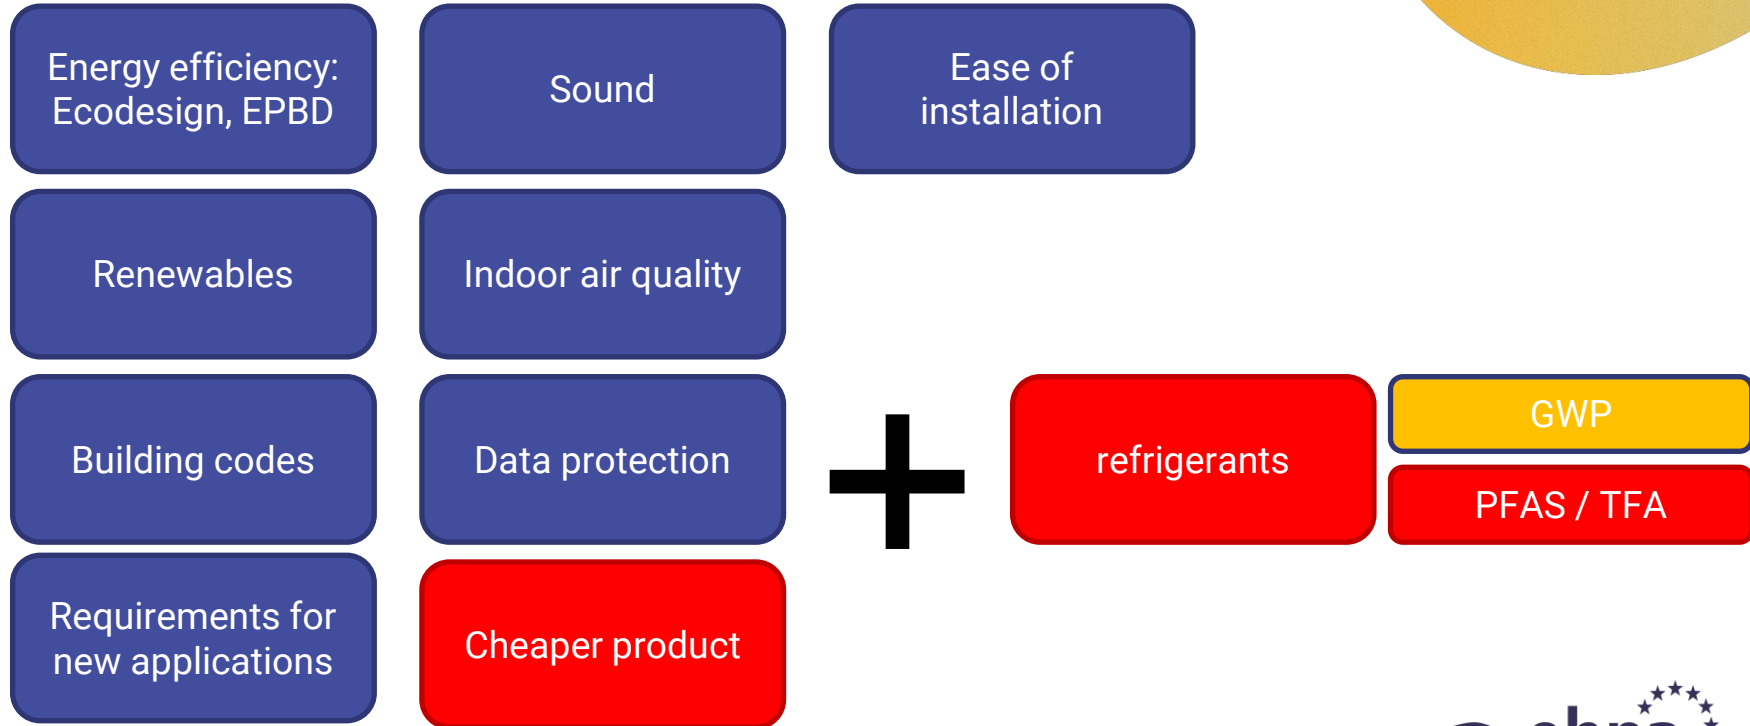 Energy efficiency:
Ecodesign, EPBD
Sound
Ease of
installation
Renewables
Indoor air quality
Building codes
Data protection
+
refrigerants
GWP
PFAS / TFA
Requirements for
new applications
Cheaper product